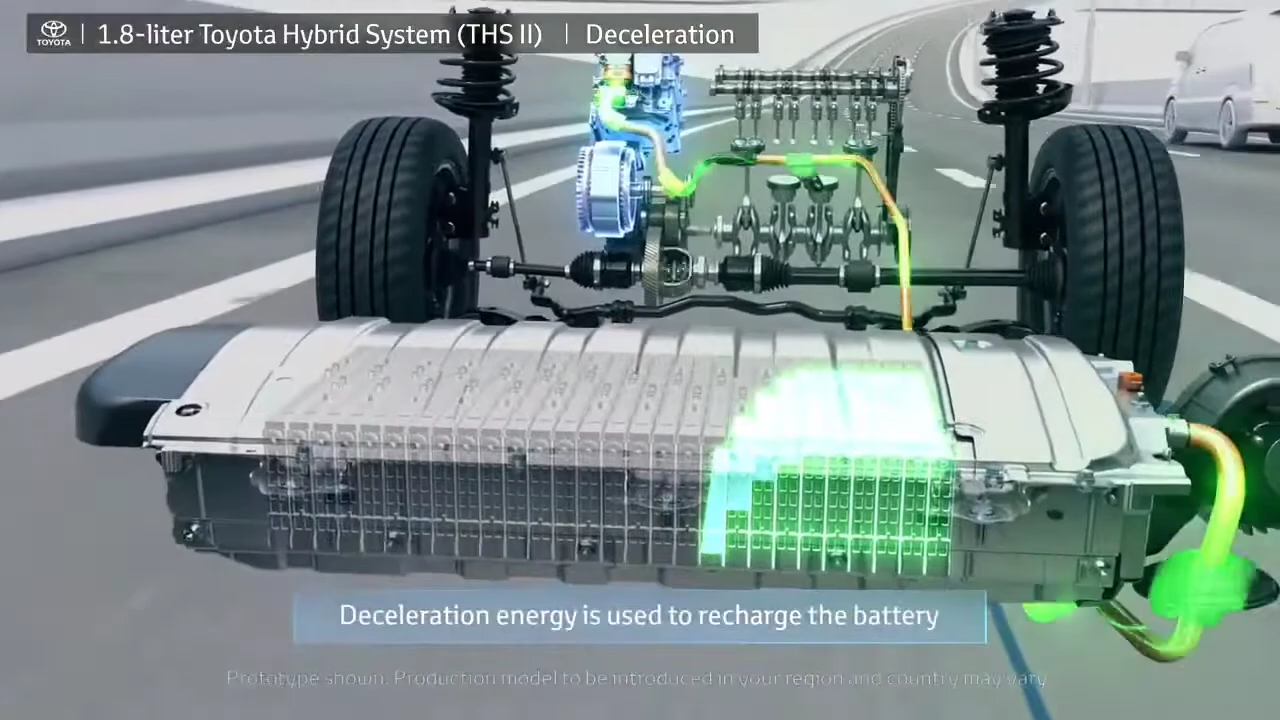 TOYOTA | 1.8-liter Toyota Hybrid System (THS II) | Deceleration
Deceleration energy is used to recharge the battery
Prototype shown. Production model to be introduced in your region and country may vary.